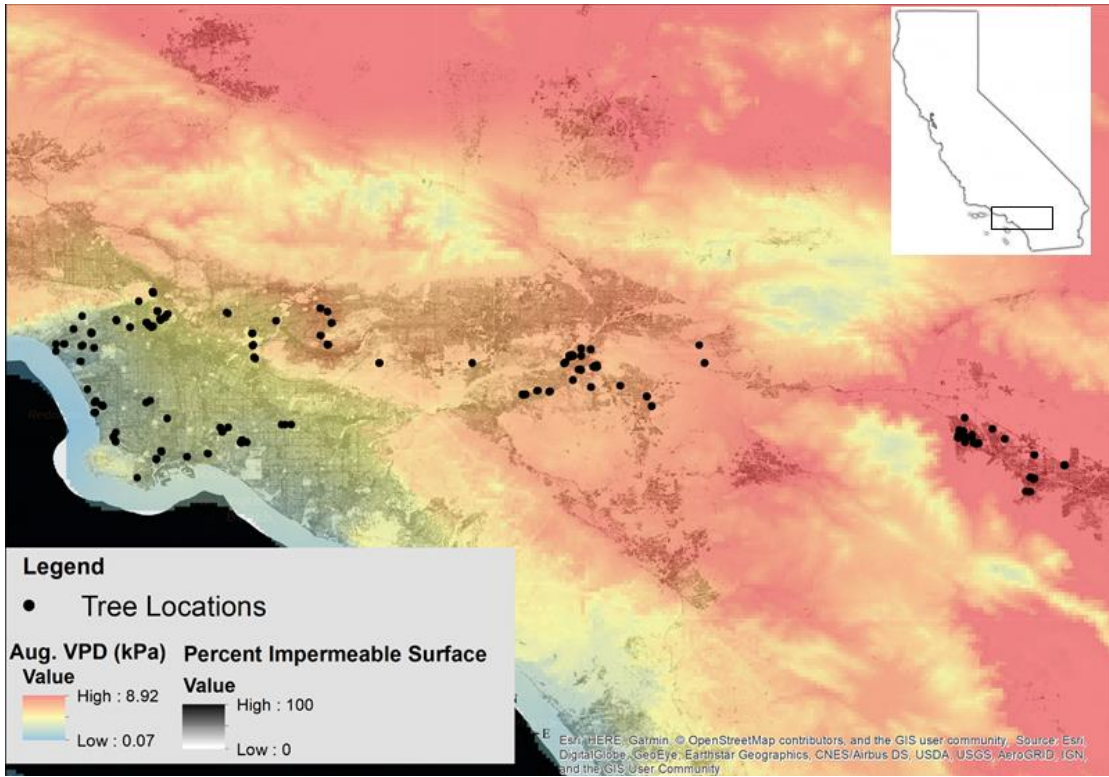 Legend
Tree Locations
Aug. VPD (kPa)
Value
High : 8.92
Low : 0.07
Percent Impermeable Surface
Value
High : 100
Low : 0
N
E
Esri, HERE, Garmin, © OpenStreetMap contributors, and the GIS user community, Source: Esri,
DigitalGlobe, GeoEye, Earthstar Geographics, CNES/Airbus DS, USDA, USGS, AeroGRID, IGN,
and the GIS User Community